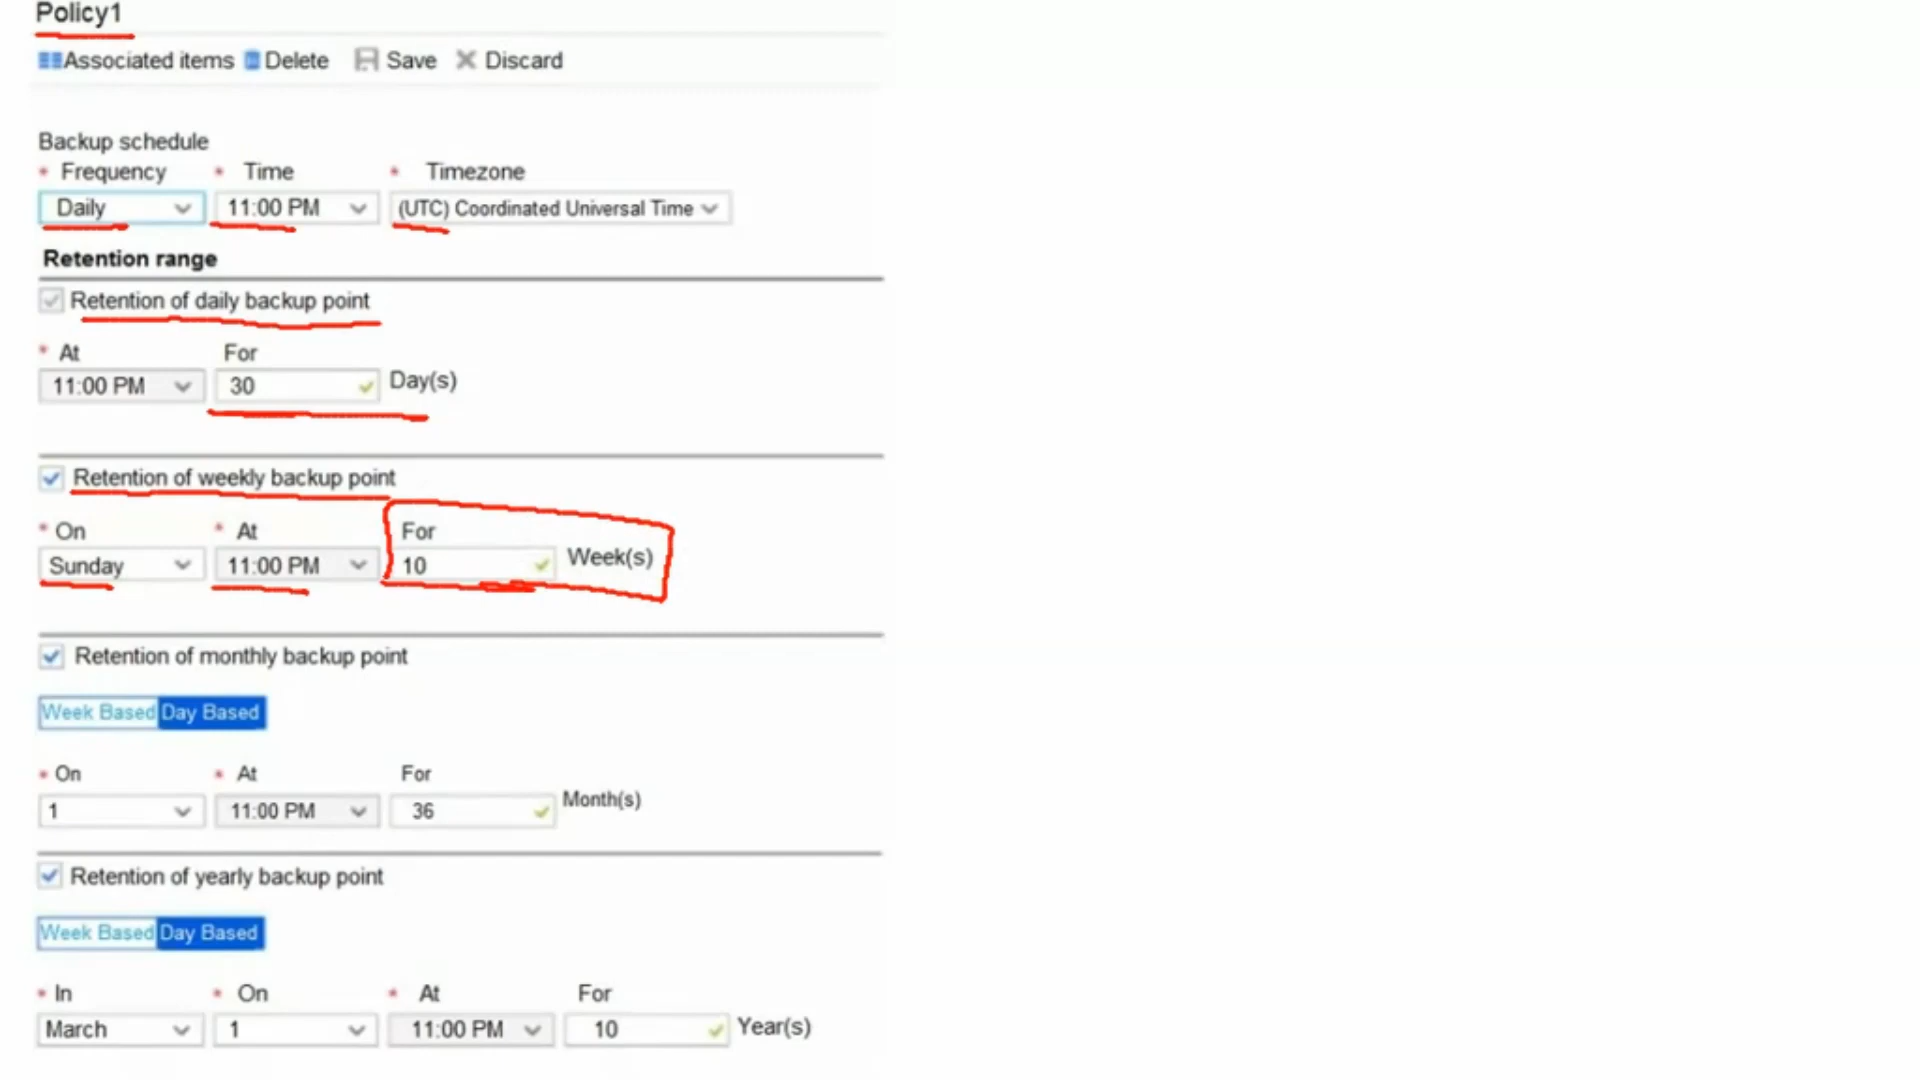 Policy1
Associated items Delete Save Discard
Backup schedule
* Frequency * Time * Timezone
Daily 11:00 PM (UTC) Coordinated Universal Time
Retention range
Retention of daily backup point
* At For
11:00 PM 30 Day(s)
Retention of weekly backup point
* On * At For
Sunday 11:00 PM 10 Week(s)
Retention of monthly backup point
Week Based Day Based
* On * At For
1 11:00 PM 36 Month(s)
Retention of yearly backup point
Week Based Day Based
* In * On * At For
March 1 11:00 PM 10 Year(s)